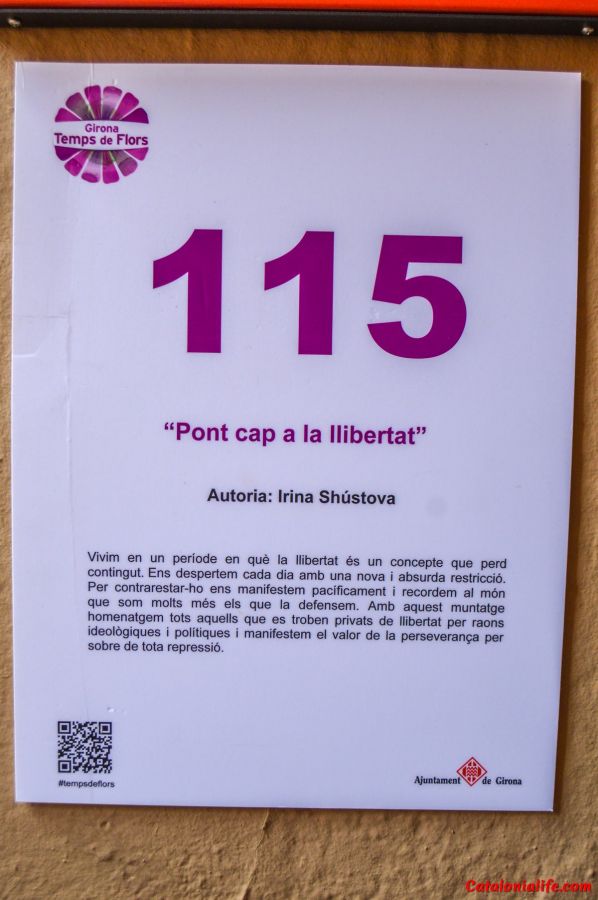 Girona
Temps de Flors
115
“Pont cap a la llibertat”
Autoria: Irina Shústova
Vivim en un període en què la llibertat és un concepte que perd
contingut. Ens despertem cada dia amb una nova i absurda restricció.
Per contrarestar-ho ens manifestem pacíficament i recordem al món
que som molts més els que la defensem. Amb aquest muntatge
homenatgem tots aquells que es troben privats de llibertat per raons
ideològiques i polítiques i manifestem el valor de la perseverança per
sobre de tota repressió.
#tempsdeflors
Ajuntament de Girona
Catalonialife.com